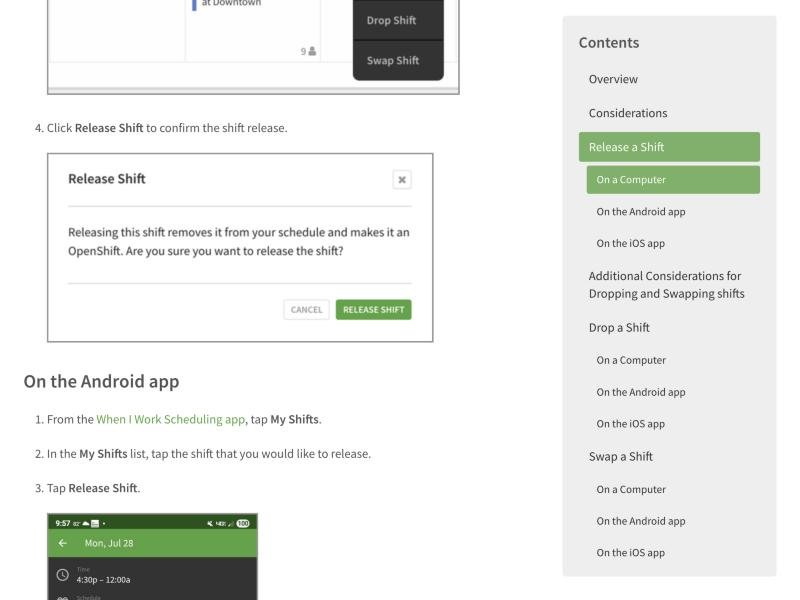 at Downtown
Drop Shift
9
Swap Shift
4. Click Release Shift to confirm the shift release.
Release Shift
Releasing this shift removes it from your schedule and makes it an
OpenShift. Are you sure you want to release the shift?
CANCEL
RELEASE SHIFT
On the Android app
1. From the When I Work Scheduling app, tap My Shifts.
2. In the My Shifts list, tap the shift that you would like to release.
3. Tap Release Shift.
9:57 82°
100
Mon, Jul 28
Time
4:30p – 12:00a
Schedule
Contents
Overview
Considerations
Release a Shift
On a Computer
On the Android app
On the iOS app
Additional Considerations for
Dropping and Swapping shifts
Drop a Shift
On a Computer
On the Android app
On the iOS app
Swap a Shift
On a Computer
On the Android app
On the iOS app